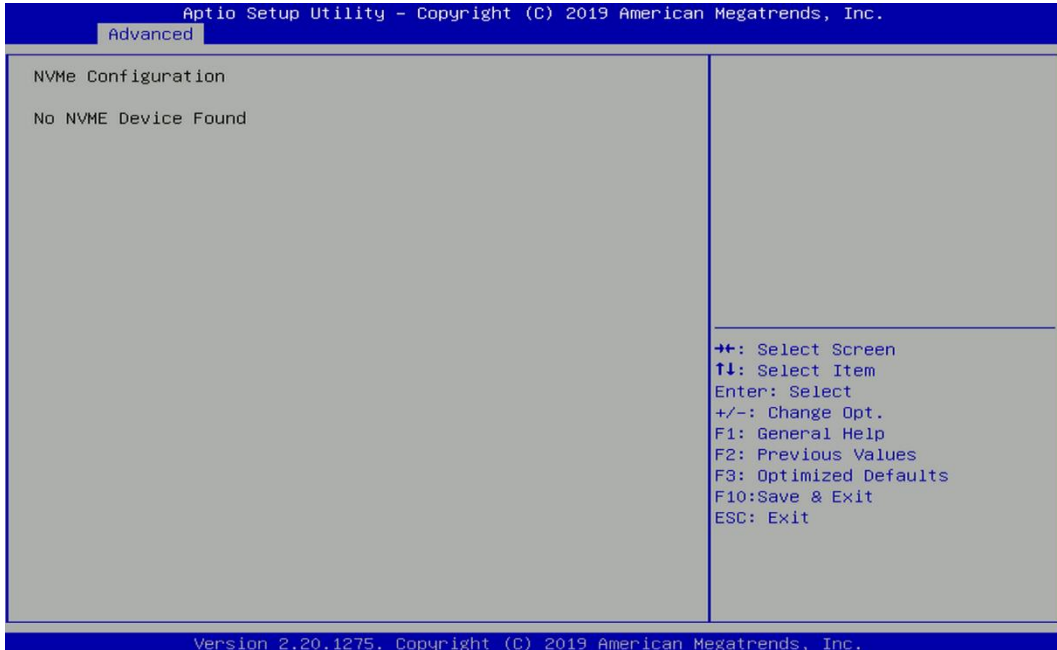 Aptio Setup Utility – Copyright (C) 2019 American Megatrends, Inc.
Advanced
NVMe Configuration
No NVME Device Found
→←: Select Screen
↑↓: Select Item
Enter: Select
+/-: Change Opt.
F1: General Help
F2: Previous Values
F3: Optimized Defaults
F10:Save & Exit
ESC: Exit
Version 2.20.1275. Copyright (C) 2019 American Megatrends, Inc.